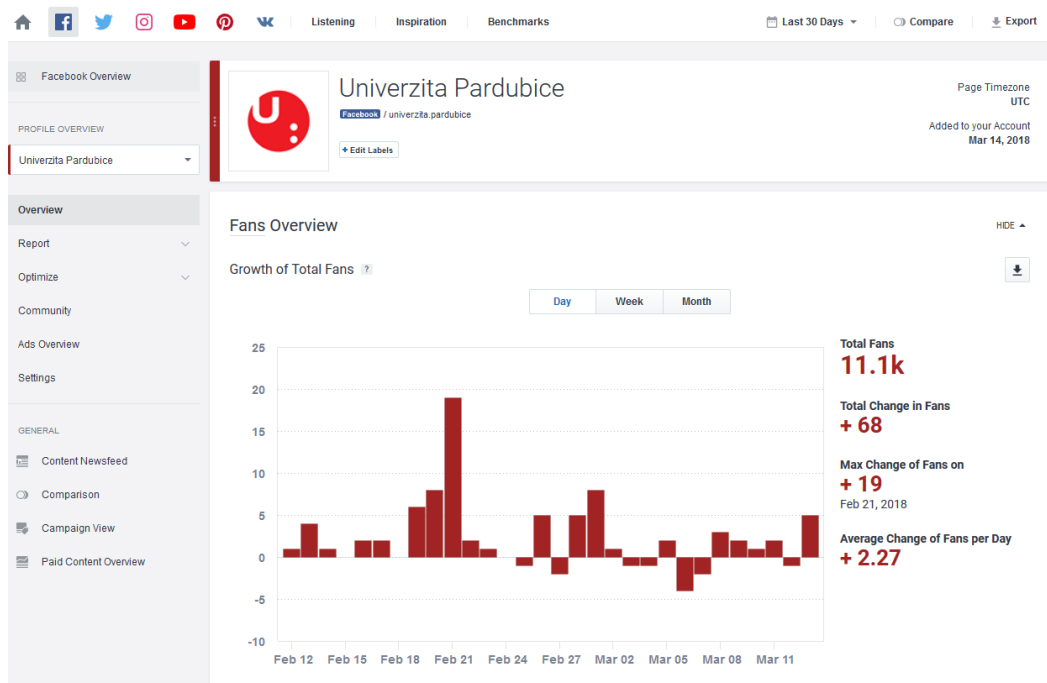 Listening Inspiration Benchmarks Last 30 Days Compare Export
Facebook Overview
PROFILE OVERVIEW
Univerzita Pardubice
Overview
Report
Optimize
Community
Ads Overview
Settings
GENERAL
Content Newsfeed
Comparison
Campaign View
Paid Content Overview
Univerzita Pardubice
Facebook / univerzita.pardubice
+ Edit Labels
Page Timezone
UTC
Added to your Account
Mar 14, 2018
Fans Overview
HIDE
Growth of Total Fans ?
Day Week Month
25
20
15
10
5
0
-5
-10
Feb 12 Feb 15 Feb 18 Feb 21 Feb 24 Feb 27 Mar 02 Mar 05 Mar 08 Mar 11
Total Fans
11.1k
Total Change in Fans
+ 68
Max Change of Fans on
+ 19
Feb 21, 2018
Average Change of Fans per Day
+ 2.27